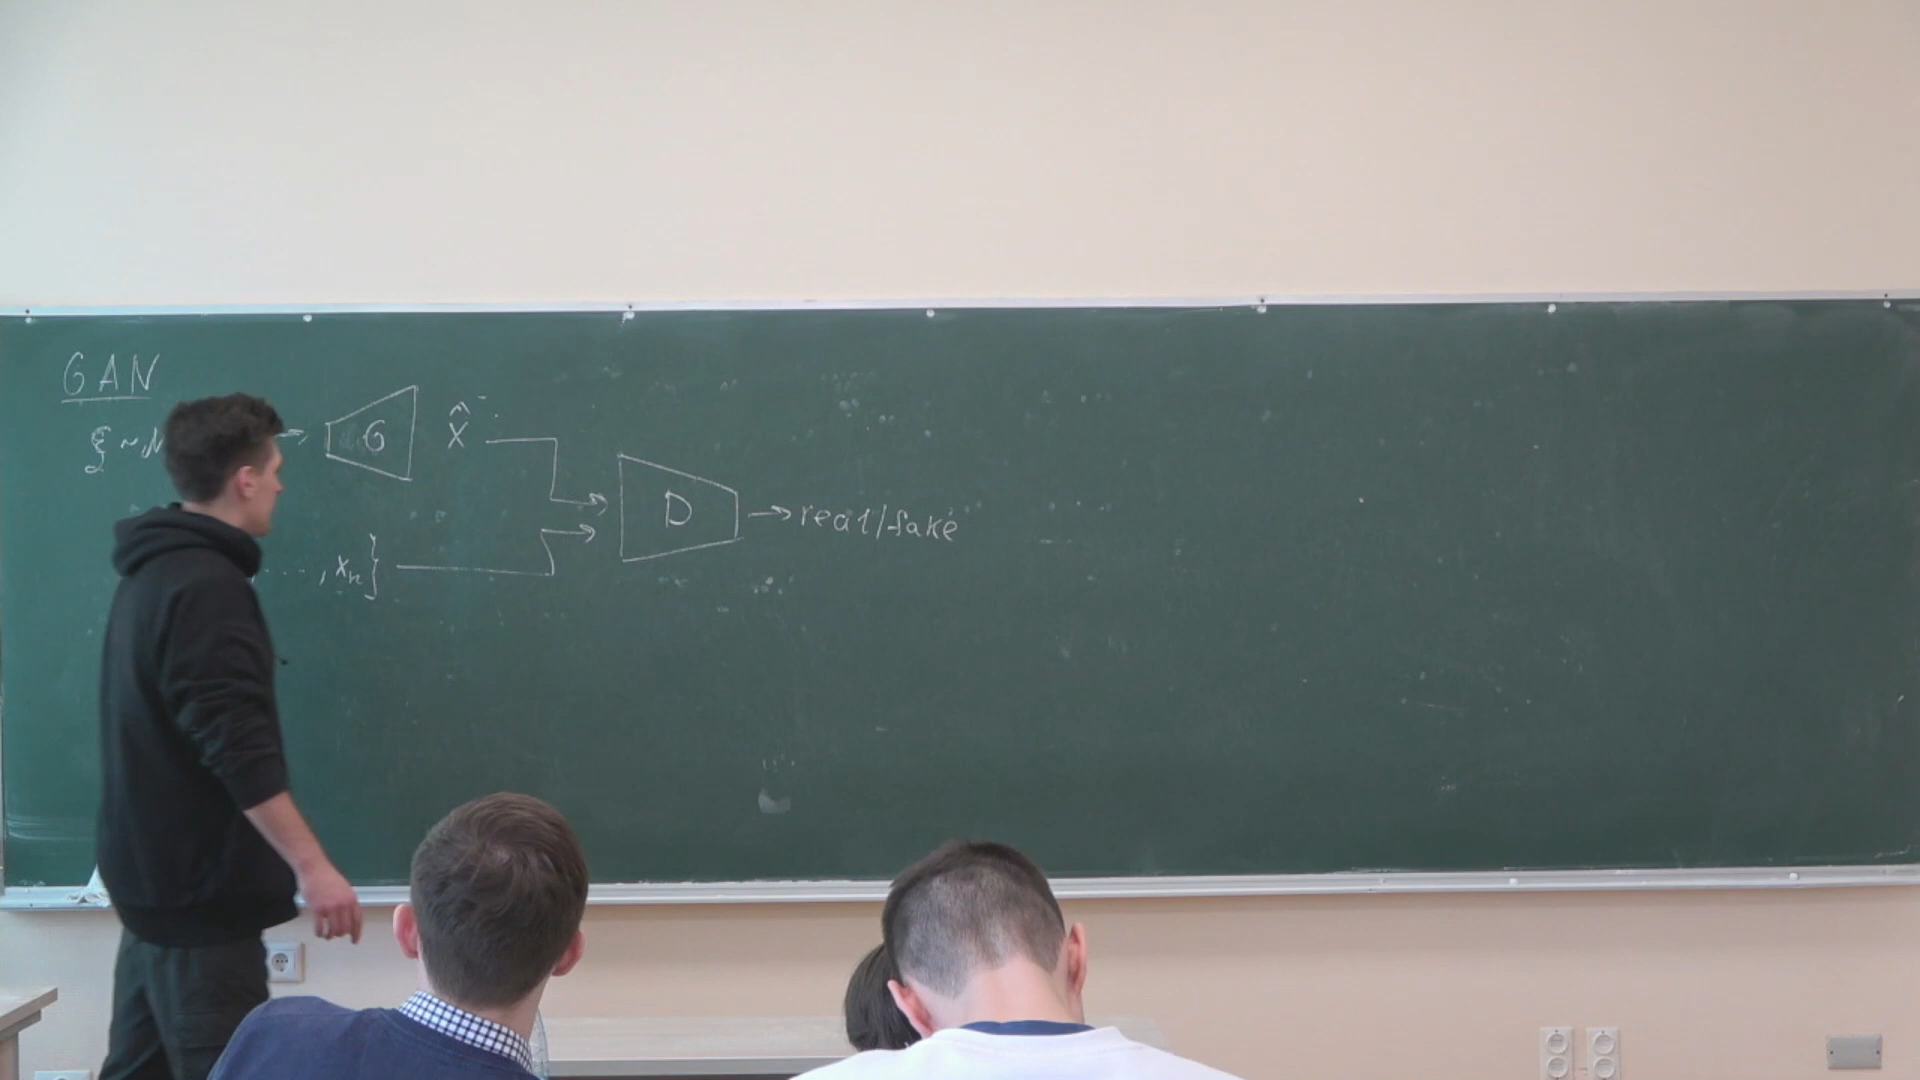 GAN
ξ ~ N → G x̂
D → real/fake
..., xₙ}